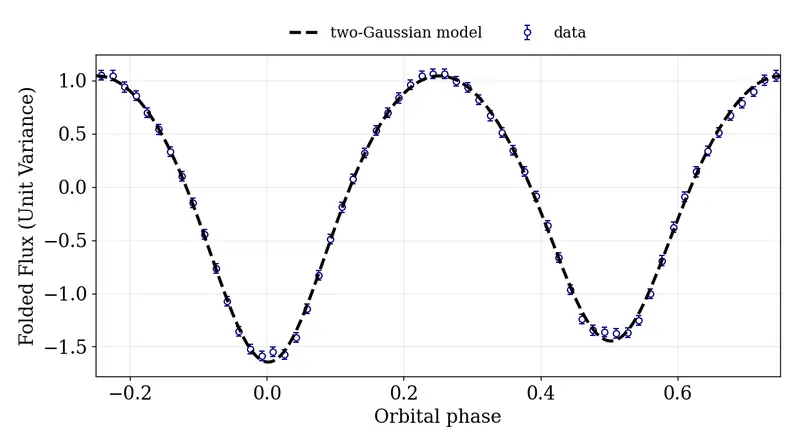 two-Gaussian model data
1.0
0.5
0.0
−0.5
−1.0
−1.5
Folded Flux (Unit Variance)
−0.2 0.0 0.2 0.4 0.6
Orbital phase